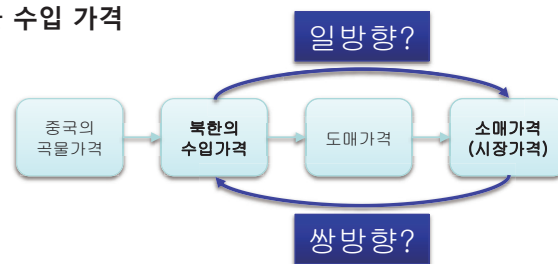 수입 가격
일방향?
중국의
곡물가격
북한의
수입가격
도매가격
소매가격
(시장가격)
쌍방향?